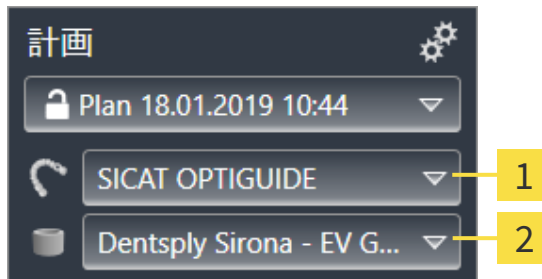 計画
Plan 18.01.2019 10:44
SICAT OPTIGUIDE 1
Dentsply Sirona - EV G... 2